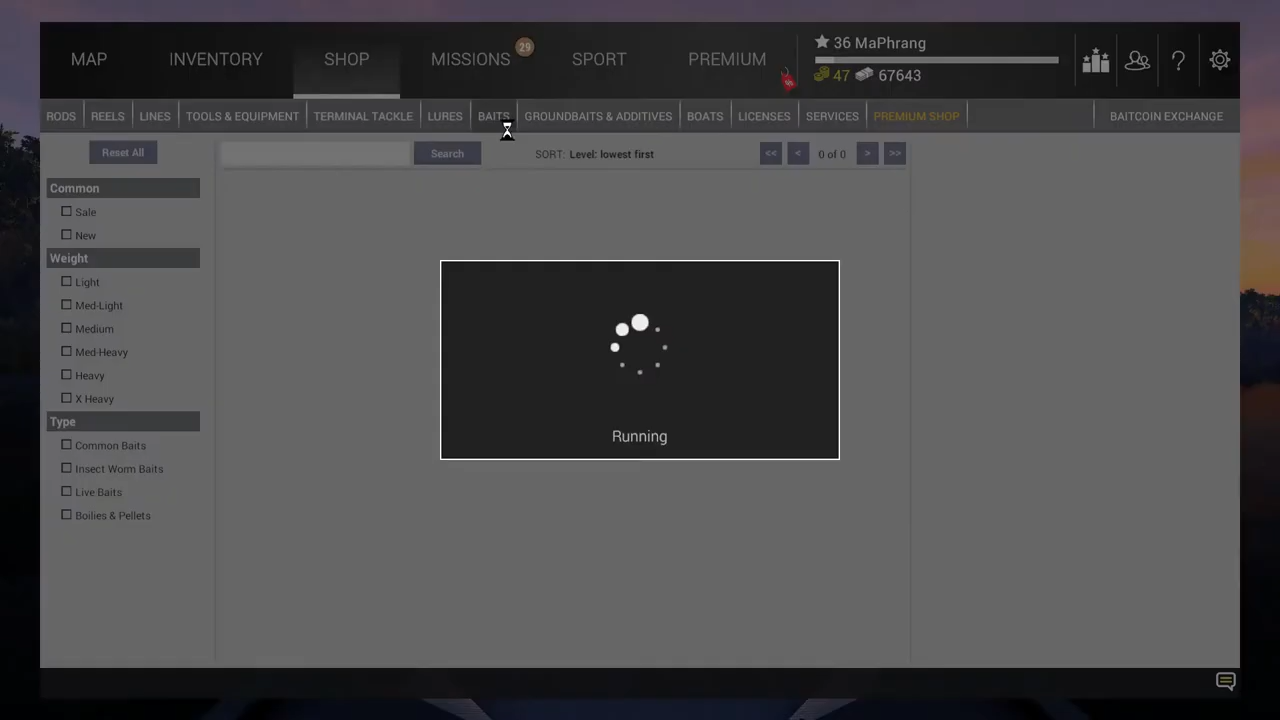 MAP
INVENTORY
SHOP
MISSIONS
29
SPORT
PREMIUM
36 MaPhrang
47 67643
?
RODS
REELS
LINES
TOOLS & EQUIPMENT
TERMINAL TACKLE
LURES
BAITS
GROUNDBAITS & ADDITIVES
BOATS
LICENSES
SERVICES
PREMIUM SHOP
BAITCOIN EXCHANGE
Reset All
Search
SORT: Level: lowest first
<<
<
0 of 0
>
>>
Common
Sale
New
Weight
Light
Med-Light
Medium
Med-Heavy
Heavy
X Heavy
Type
Common Baits
Insect Worm Baits
Live Baits
Boilies & Pellets
Running